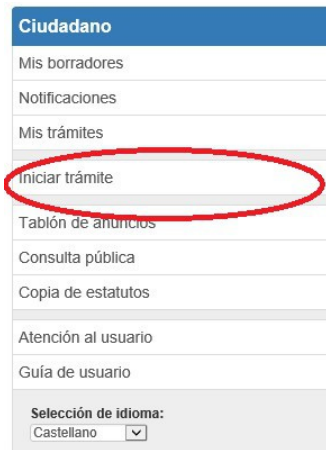 Ciudadano
Mis borradores
Notificaciones
Mis trámites
Iniciar trámite
Tablón de anuncios
Consulta pública
Copia de estatutos
Atención al usuario
Guía de usuario
Selección de idioma:
Castellano